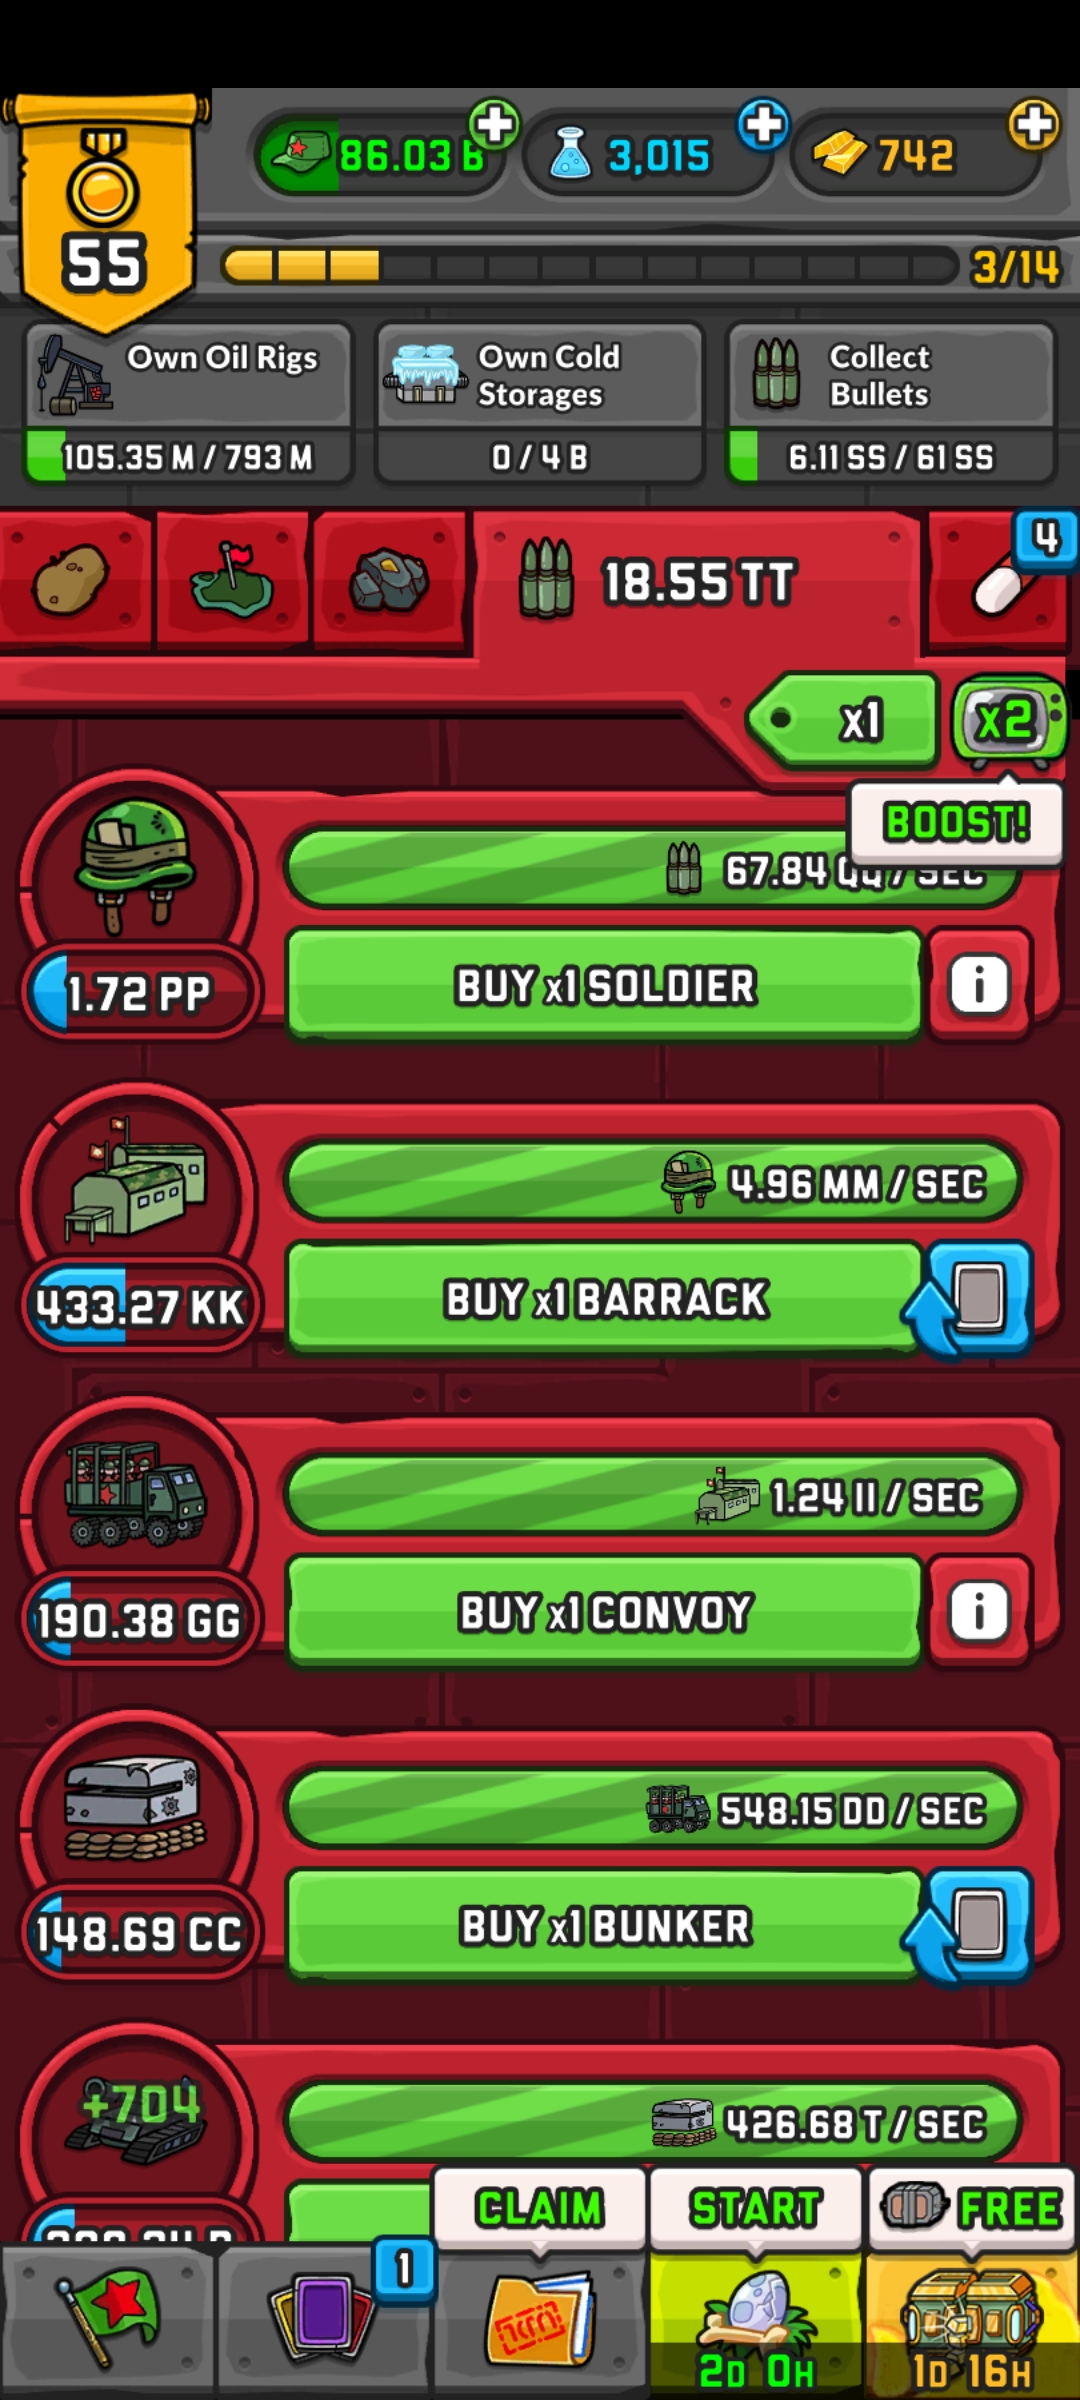 86.03 B
3,015
742
55
3/14
Own Oil Rigs
105.35 M / 793 M
Own Cold
Storages
0 / 4 B
Collect
Bullets
6.11 SS / 61 SS
18.55 TT
4
x1
x2
BOOST!
67.84 QQ / SEC
1.72 PP
BUY x1 SOLDIER
i
4.96 MM / SEC
433.27 KK
BUY x1 BARRACK
1.24 II / SEC
190.38 GG
BUY x1 CONVOY
i
548.15 DD / SEC
148.69 CC
BUY x1 BUNKER
+704
426.68 T / SEC
CLAIM
START
FREE
1
2D 0H
1D 16H